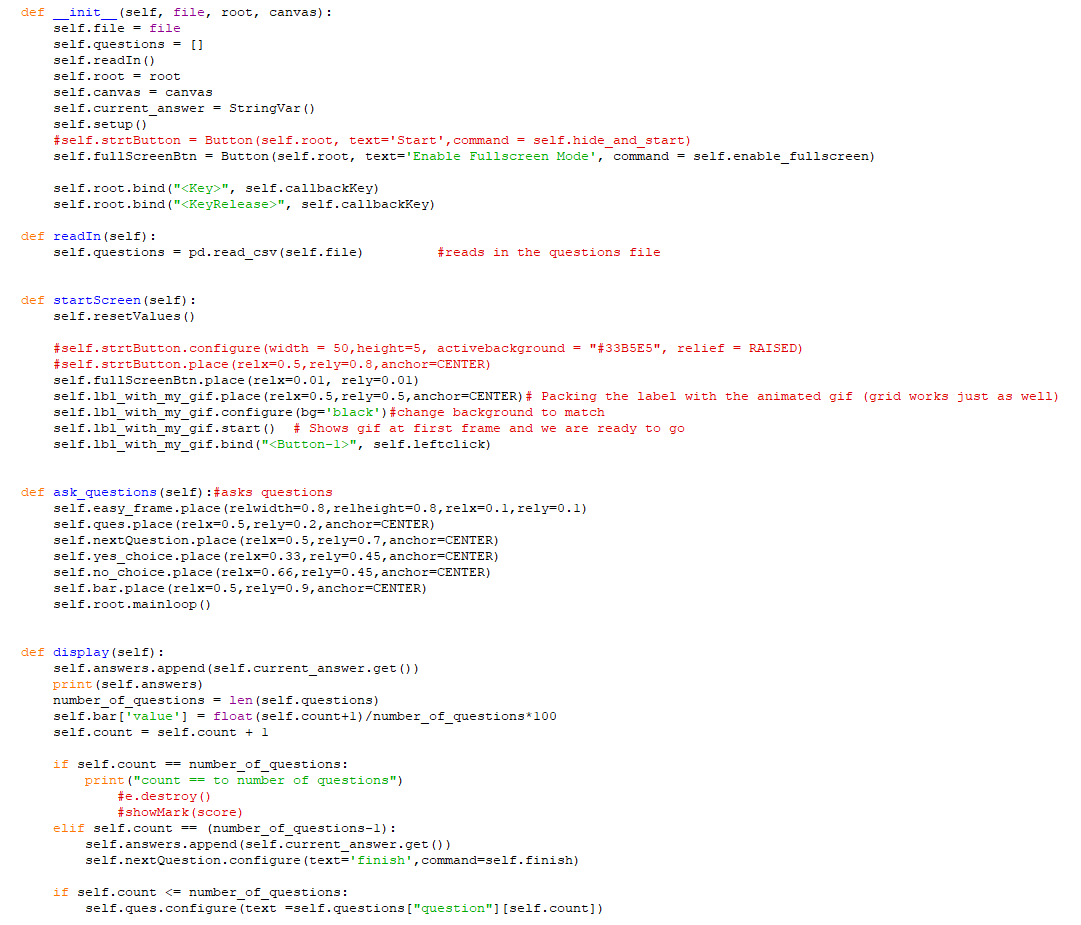 def __init__(self, file, root, canvas):
    self.file = file
    self.questions = []
    self.readIn()
    self.root = root
    self.canvas = canvas
    self.current_answer = StringVar()
    self.setup()
    #self.strtButton = Button(self.root, text='Start',command = self.hide_and_start)
    self.fullScreenBtn = Button(self.root, text='Enable Fullscreen Mode', command = self.enable_fullscreen)

    self.root.bind("<Key>", self.callbackKey)
    self.root.bind("<KeyRelease>", self.callbackKey)

def readIn(self):
    self.questions = pd.read_csv(self.file)         #reads in the questions file


def startScreen(self):
    self.resetValues()

    #self.strtButton.configure(width = 50,height=5, activebackground = "#33B5E5", relief = RAISED)
    #self.strtButton.place(relx=0.5,rely=0.8,anchor=CENTER)
    self.fullScreenBtn.place(relx=0.01, rely=0.01)
    self.lbl_with_my_gif.place(relx=0.5,rely=0.5,anchor=CENTER)# Packing the label with the animated gif (grid works just as well)
    self.lbl_with_my_gif.configure(bg='black')#change background to match
    self.lbl_with_my_gif.start()  # Shows gif at first frame and we are ready to go
    self.lbl_with_my_gif.bind("<Button-1>", self.leftclick)


def ask_questions(self):#asks questions
    self.easy_frame.place(relwidth=0.8,relheight=0.8,relx=0.1,rely=0.1)
    self.ques.place(relx=0.5,rely=0.2,anchor=CENTER)
    self.nextQuestion.place(relx=0.5,rely=0.7,anchor=CENTER)
    self.yes_choice.place(relx=0.33,rely=0.45,anchor=CENTER)
    self.no_choice.place(relx=0.66,rely=0.45,anchor=CENTER)
    self.bar.place(relx=0.5,rely=0.9,anchor=CENTER)
    self.root.mainloop()


def display(self):
    self.answers.append(self.current_answer.get())
    print(self.answers)
    number_of_questions = len(self.questions)
    self.bar['value'] = float(self.count+1)/number_of_questions*100
    self.count = self.count + 1

    if self.count == number_of_questions:
        print("count == to number of questions")
            #e.destroy()
            #showMark(score)
    elif self.count == (number_of_questions-1):
        self.answers.append(self.current_answer.get())
        self.nextQuestion.configure(text='finish',command=self.finish)

    if self.count <= number_of_questions:
        self.ques.configure(text =self.questions["question"][self.count])